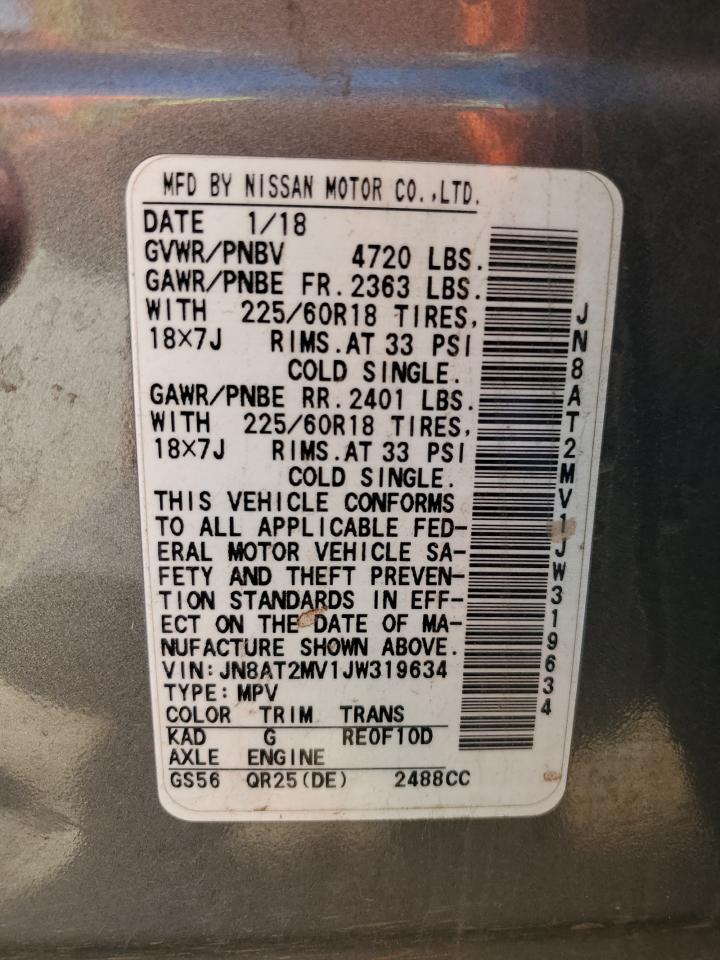 MFD BY NISSAN MOTOR CO.,LTD.
DATE 1/18
GVWR/PNBV 4720 LBS.
GAWR/PNBE FR.2363 LBS.
WITH 225/60R18 TIRES,
18×7J RIMS.AT 33 PSI
COLD SINGLE.
GAWR/PNBE RR.2401 LBS.
WITH 225/60R18 TIRES,
18×7J RIMS.AT 33 PSI
COLD SINGLE.
THIS VEHICLE CONFORMS
TO ALL APPLICABLE FED-
ERAL MOTOR VEHICLE SA-
FETY AND THEFT PREVEN-
TION STANDARDS IN EFF-
ECT ON THE DATE OF MA-
NUFACTURE SHOWN ABOVE.
VIN:JN8AT2MV1JW319634
TYPE:MPV
COLOR TRIM TRANS
KAD G RE0F10D
AXLE ENGINE
GS56 QR25(DE) 2488CC
JN8AT2MV1JW319634